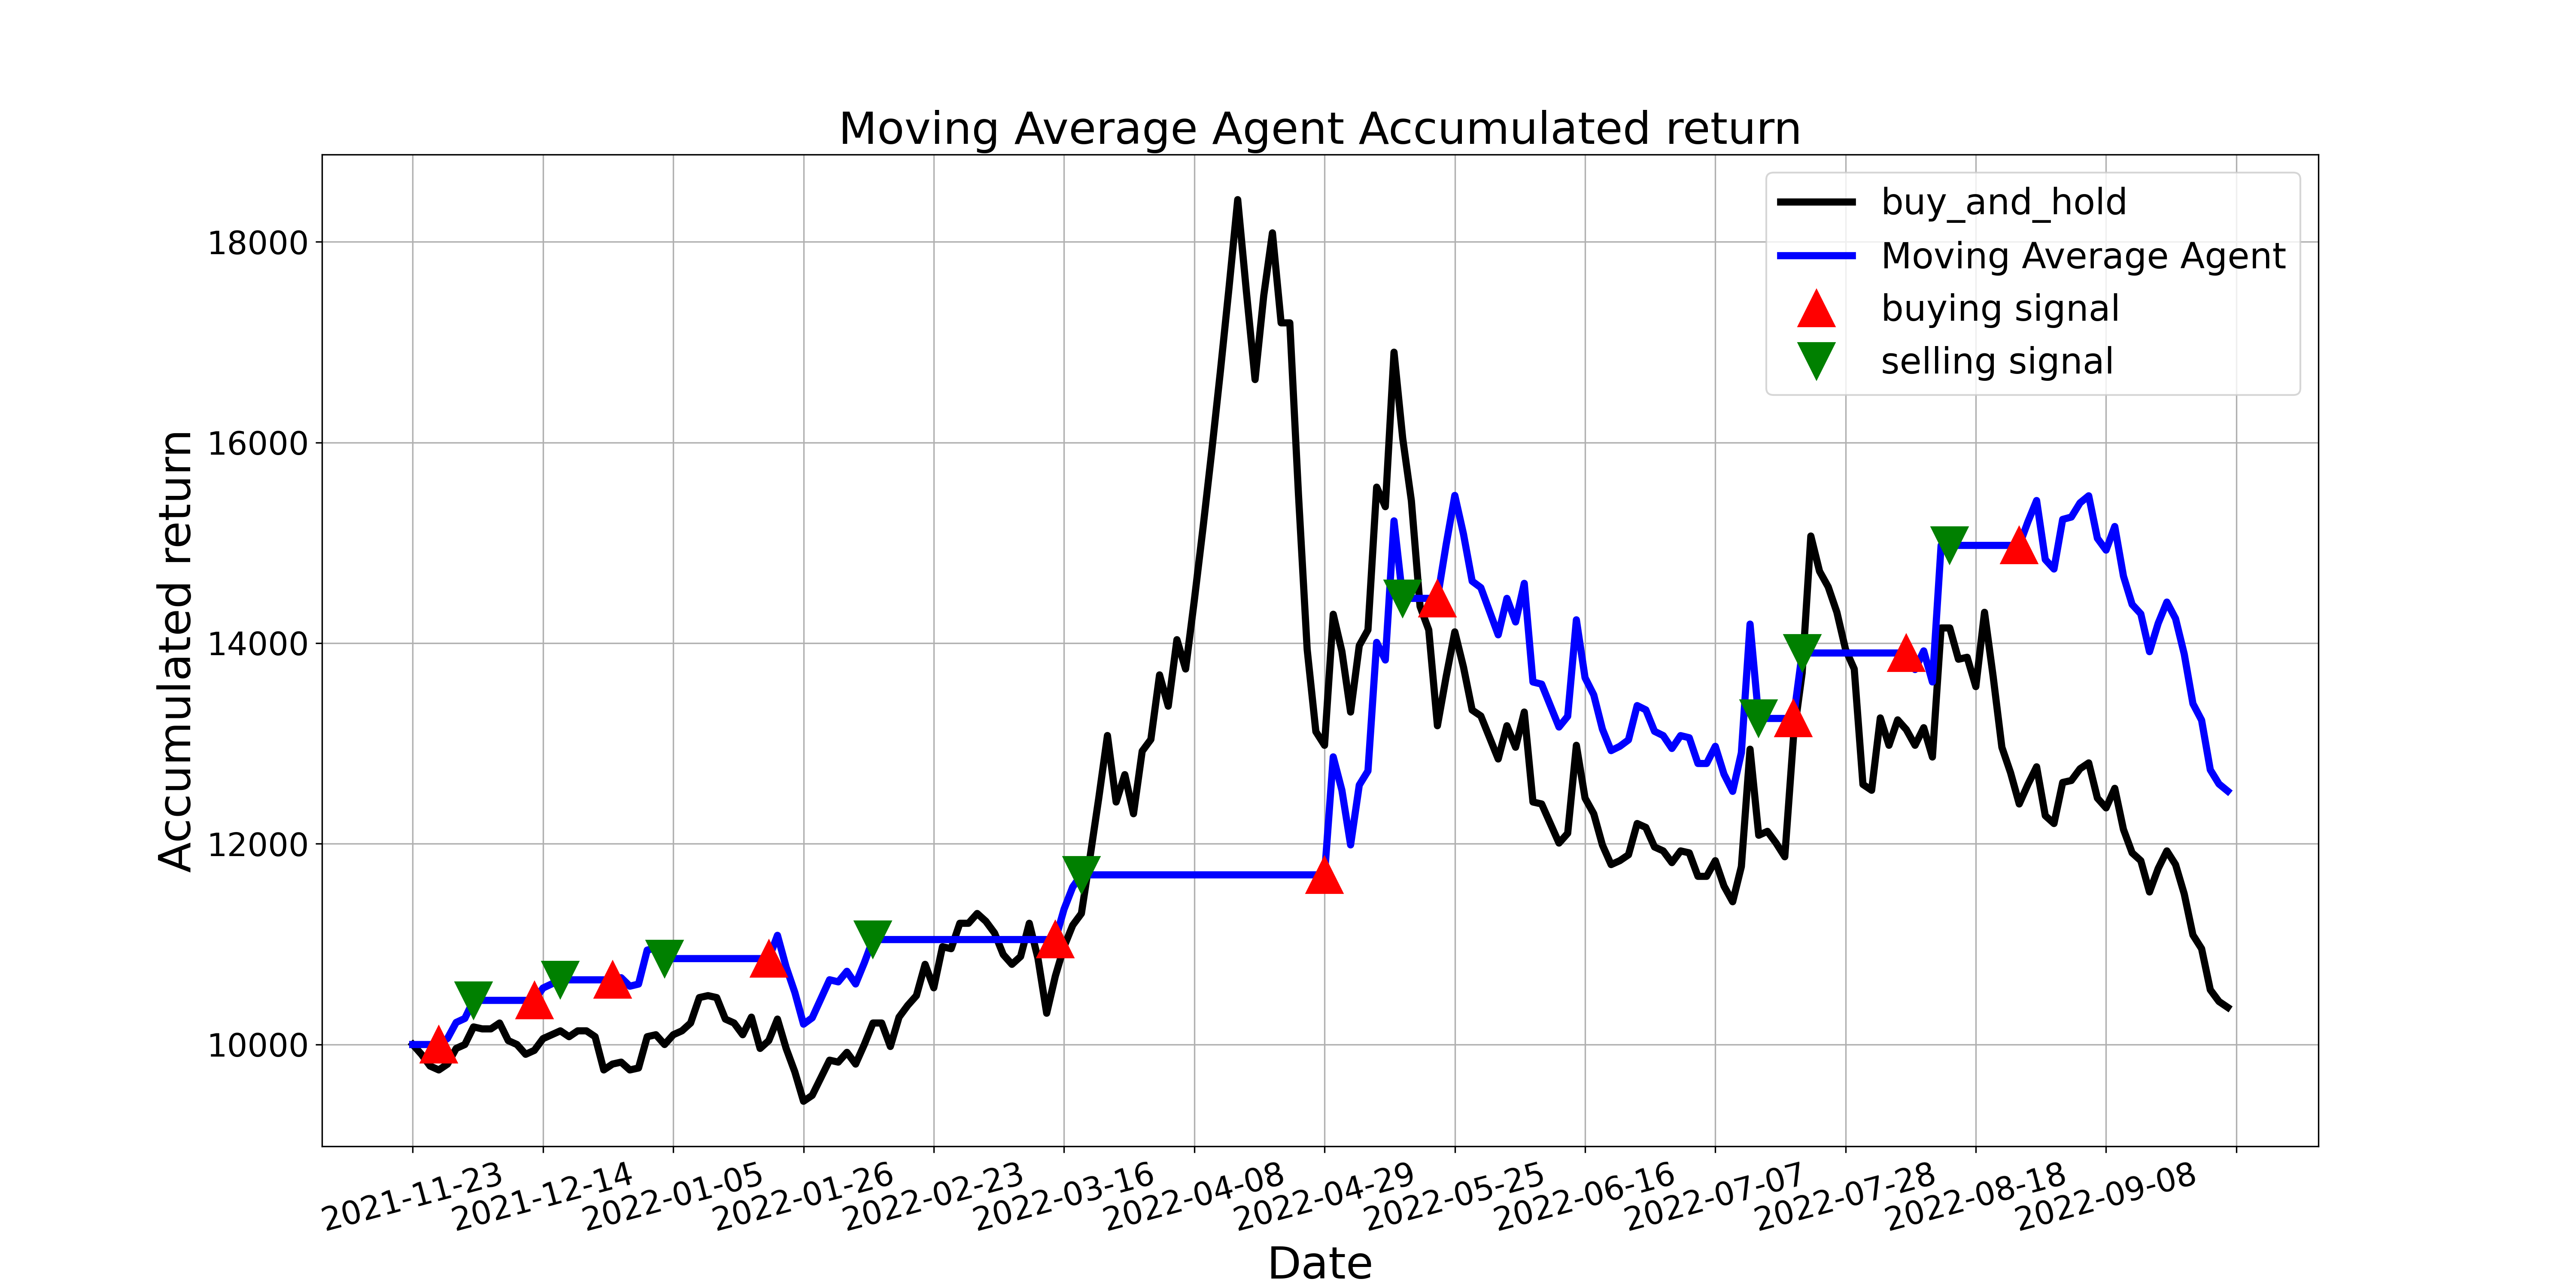 Moving Average Agent Accumulated return
buy_and_hold
Moving Average Agent
buying signal
selling signal
Accumulated return
18000
16000
14000
12000
10000
2021-11-23
2021-12-14
2022-01-05
2022-01-26
2022-02-23
2022-03-16
2022-04-08
2022-04-29
2022-05-25
2022-06-16
2022-07-07
2022-07-28
2022-08-18
2022-09-08
Date